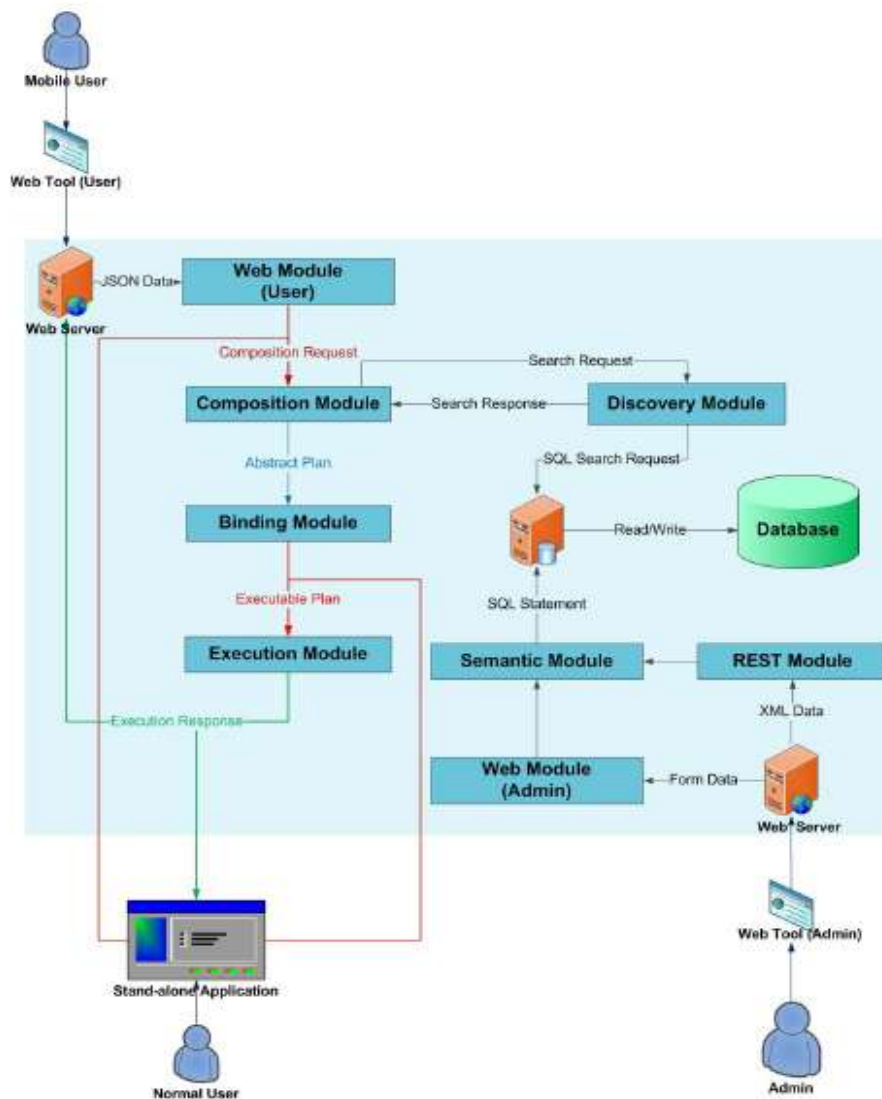 Mobile User
Web Tool (User)
JSON Data
Web Module
(User)
Web Server
Composition Request
Search Request
Composition Module
Search Response
Discovery Module
Abstract Plan
SQL Search Request
Binding Module
Read/Write
Database
Executable Plan
SQL Statement
Execution Module
Semantic Module
REST Module
Execution Response
XML Data
Web Module
(Admin)
Form Data
Web Server
Web Tool (Admin)
Stand-alone Application
Normal User
Admin